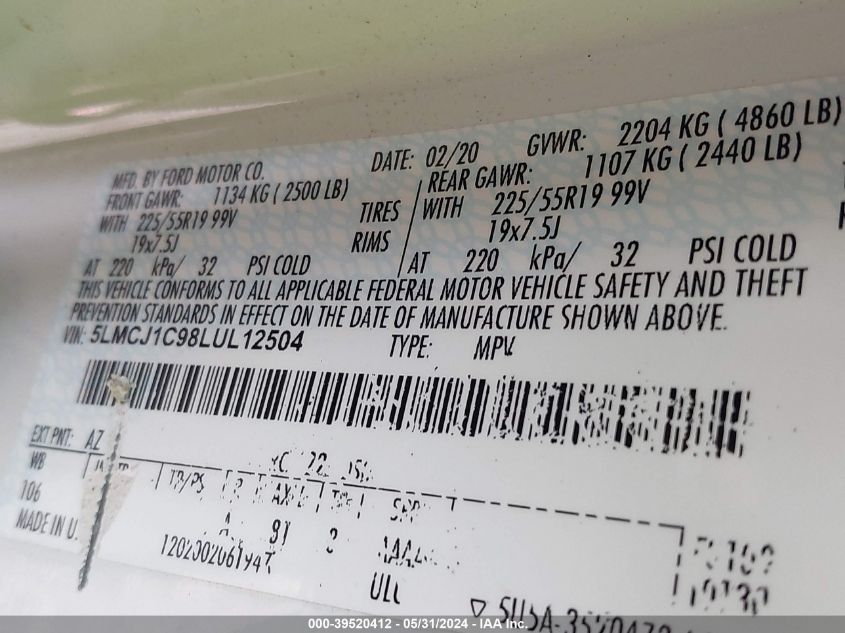 MFD. BY FORD MOTOR CO. DATE: 02/20 GVWR: 2204 KG ( 4860 LB)
FRONT GAWR: 1134 KG ( 2500 LB) REAR GAWR: 1107 KG ( 2440 LB)
WITH 225/55R19 99V TIRES WITH 225/55R19 99V
19x7.5J RIMS 19x7.5J
AT 220 kPa/ 32 PSI COLD AT 220 kPa/ 32 PSI COLD
THIS VEHICLE CONFORMS TO ALL APPLICABLE FEDERAL MOTOR VEHICLE SAFETY AND THEFT
PREVENTION STANDARDS IN EFFECT ON THE DATE OF MANUFACTURE SHOWN ABOVE.
VIN: 5LMCJ1C98LUL12504 TYPE: MPV
EXT PNT: AZ
WB TP/PS
106
MADE IN U.
ULC
000-39520412 - 05/31/2024 - IAA Inc.